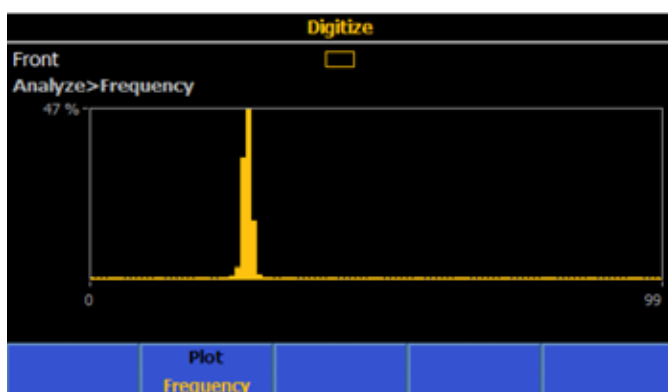 Digitize
Front
Analyze>Frequency
47 %
0
99
Plot
Frequency